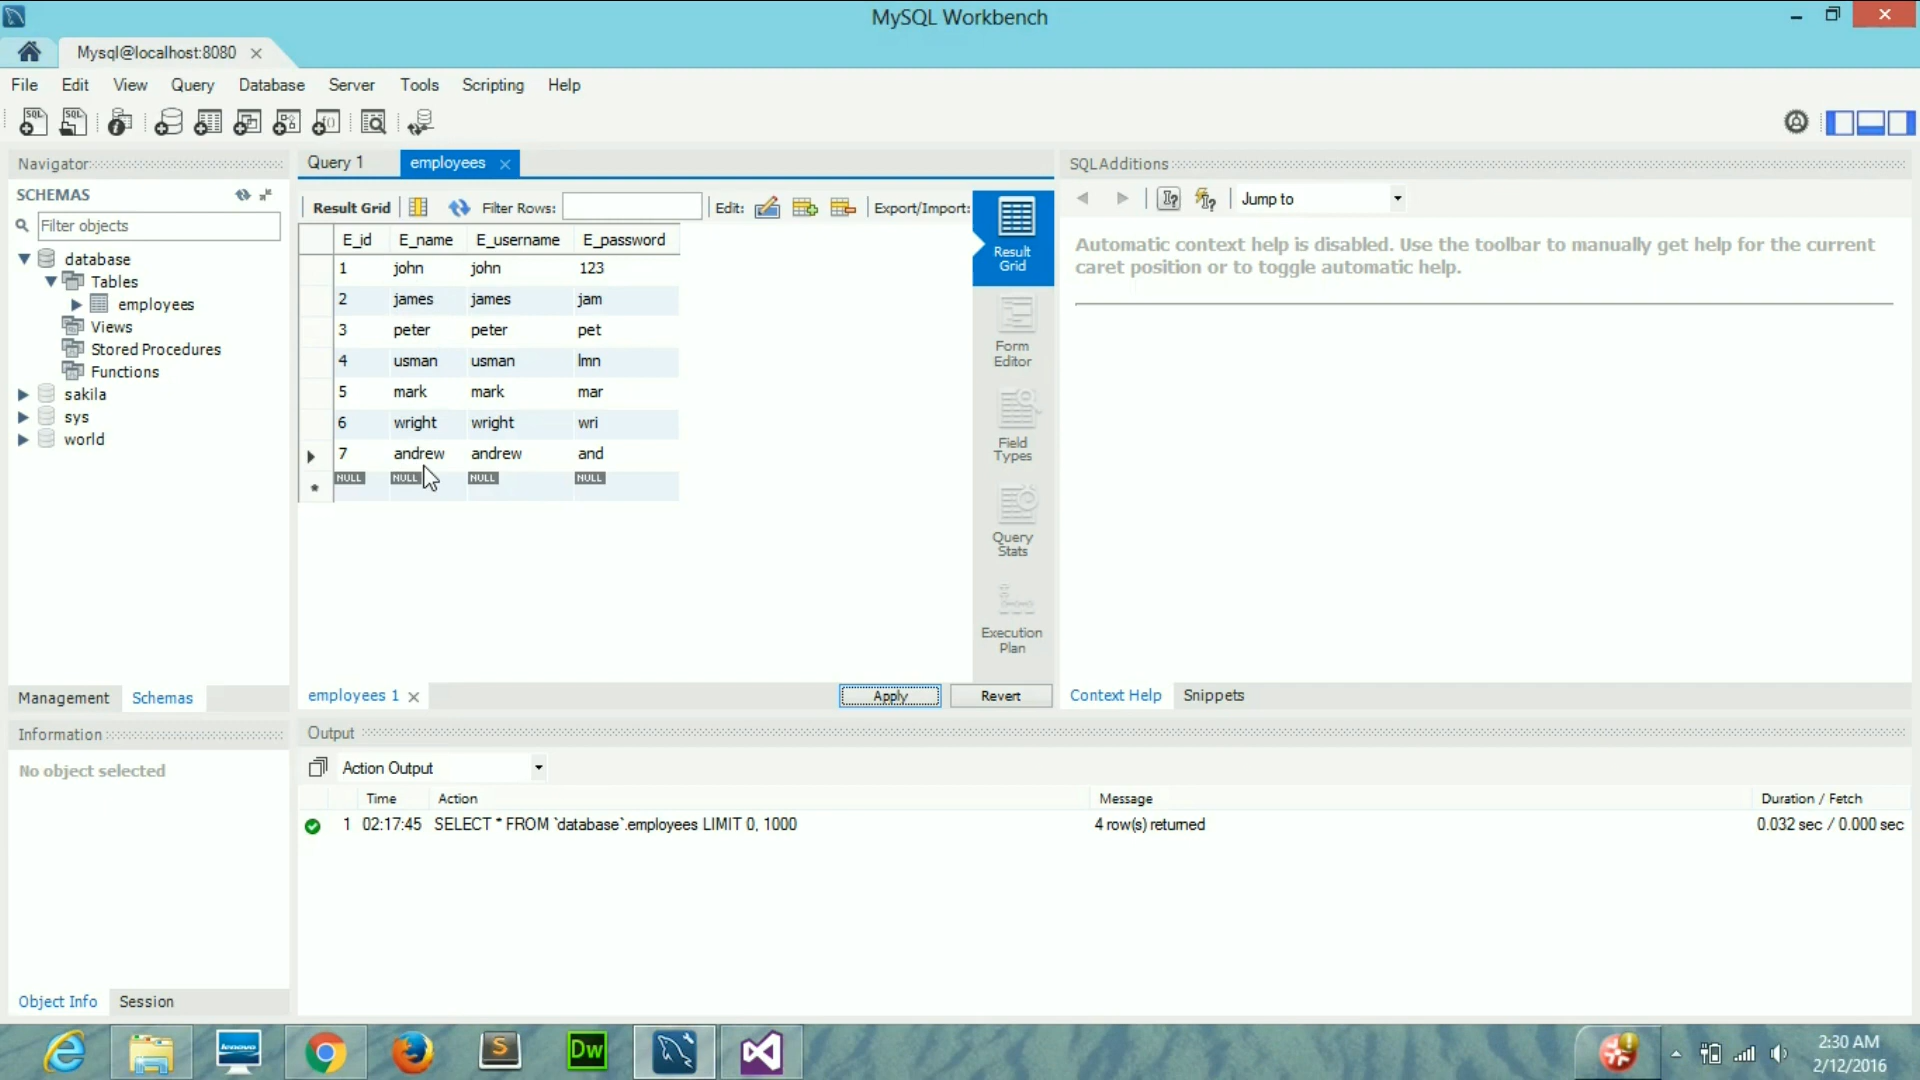 MySQL Workbench
Mysql@localhost:8080
File Edit View Query Database Server Tools Scripting Help
SQL SQL
Navigator
SCHEMAS
Filter objects
database
Tables
employees
Views
Stored Procedures
Functions
sakila
sys
world
Management Schemas
Information
No object selected
Object Info Session
Query 1 employees
Result Grid Filter Rows: Edit: Export/Import:
E_id E_name E_username E_password
1 john john 123
2 james james jam
3 peter peter pet
4 usman usman lmn
5 mark mark mar
6 wright wright wri
7 andrew andrew and
NULL NULL NULL NULL
Result
Grid
Form
Editor
Field
Types
Query
Stats
Execution
Plan
employees 1 Apply Revert
SQLAdditions
Jump to
Automatic context help is disabled. Use the toolbar to manually get help for the current
caret position or to toggle automatic help.
Context Help Snippets
Output
Action Output
Time Action Message Duration / Fetch
1 02:17:45 SELECT * FROM `database`.employees LIMIT 0, 1000 4 row(s) returned 0.032 sec / 0.000 sec
lenovo
S
Dw
2:30 AM
2/12/2016